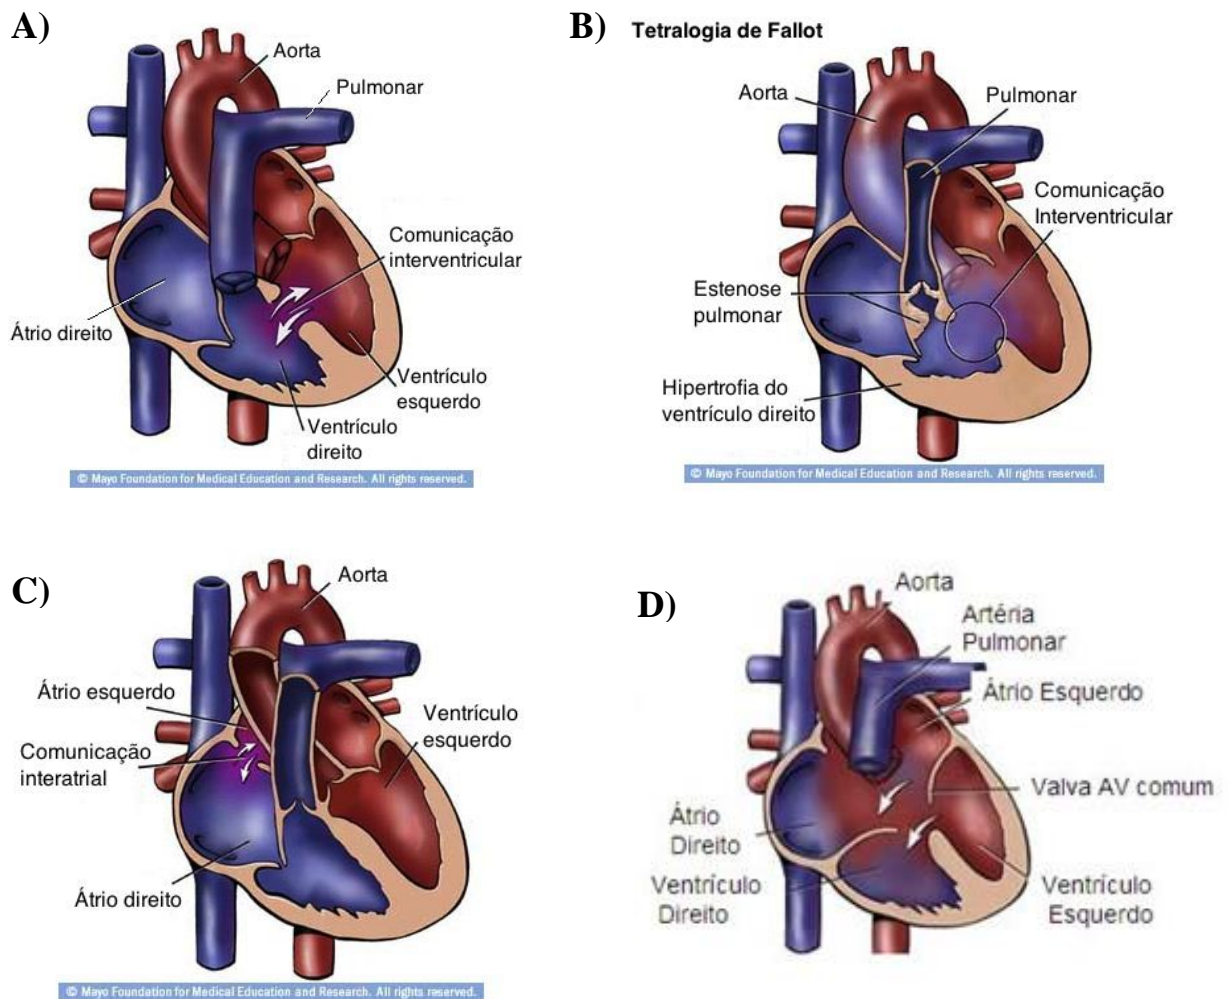 A)
Aorta
Pulmonar
Comunicação
interventricular
Átrio direito
Ventrículo
esquerdo
Ventrículo
direito
© Mayo Foundation for Medical Education and Research. All rights reserved.
B) Tetralogia de Fallot
Aorta
Pulmonar
Comunicação
Interventricular
Estenose
pulmonar
Hipertrofia do
ventrículo direito
© Mayo Foundation for Medical Education and Research. All rights reserved.
C)
Aorta
Átrio esquerdo
Ventrículo
esquerdo
Comunicação
interatrial
Átrio direito
© Mayo Foundation for Medical Education and Research. All rights reserved.
D)
Aorta
Artéria
Pulmonar
Átrio Esquerdo
Valva AV comum
Átrio
Direito
Ventrículo
Direito
Ventrículo
Esquerdo